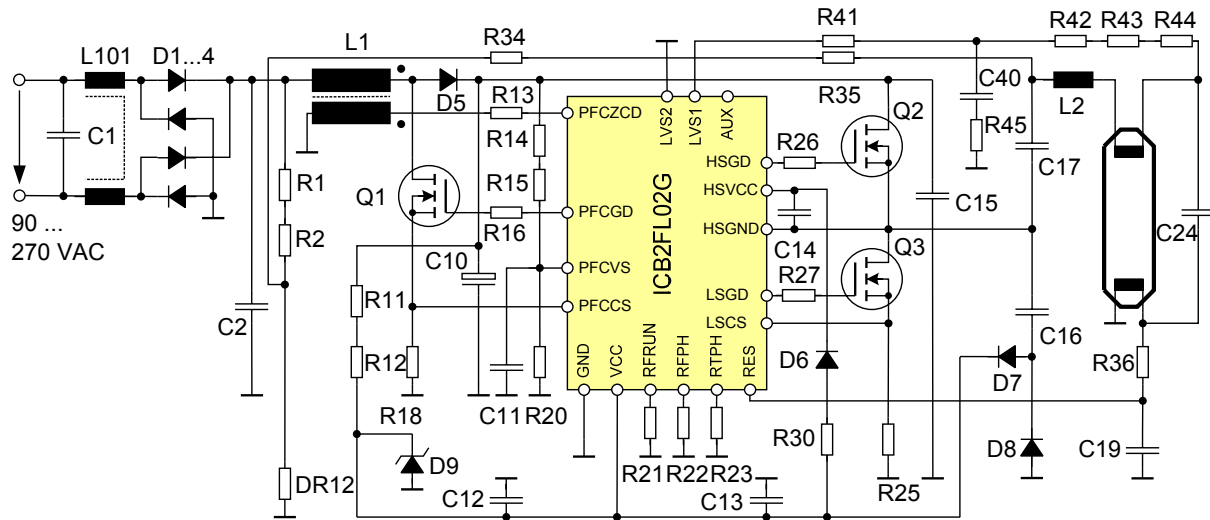 R41
R42 R43 R44
R34
L1
L101 D1...4
D5
R13
R14
R15
R16
R35
C40
R45
L2
Q2
C1
PFCZCD
LVS2
LVS1
AUX
HSGD
R26
HSVCC
C17
R1
Q1
R2
PFCGD
ICB2FL02G
HSGND
C14
C15
C24
90 ...
270 VAC
C10
Q3
PFCVS
PFCCS
LSGD
R27
LSCS
R11
C2
C16
R12
D6
D7
R36
GND
VCC
RFRUN
RFPH
RTPH
RES
R18
C11
R20
R30
D8
C19
D9
R21
R22
R23
R25
DR12
C12
C13